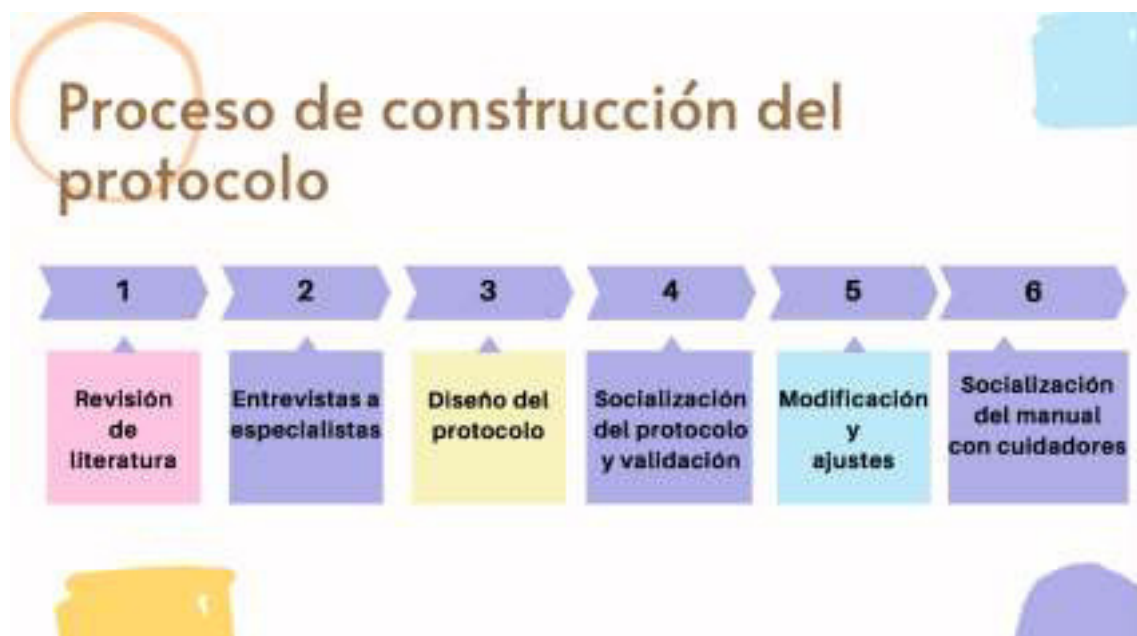 Proceso de construcción del
protocolo
1
2
3
4
5
6
Revisión
de
literatura
Entrevistas a
especialistas
Diseño del
protocolo
Socialización
del protocolo
y validación
Modificación
y
ajustes
Socialización
del manual
con cuidadores